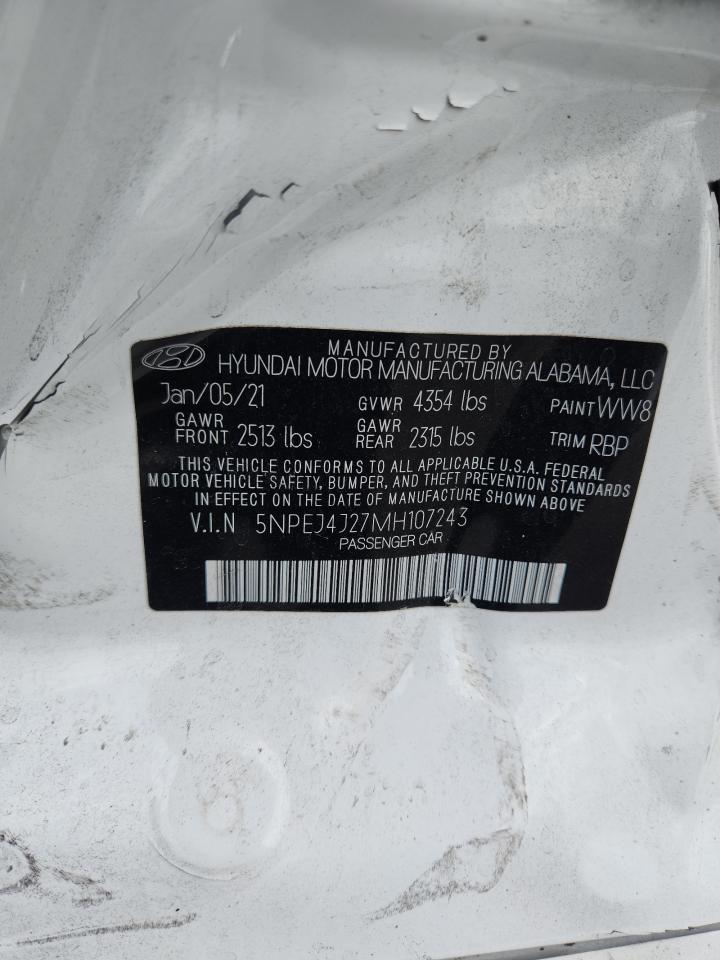 MANUFACTURED BY
HYUNDAI MOTOR MANUFACTURING ALABAMA, LLC
Jan/05/21 GVWR 4354 lbs PAINT WW8
GAWR FRONT 2513 lbs GAWR REAR 2315 lbs TRIM RBP
THIS VEHICLE CONFORMS TO ALL APPLICABLE U.S.A. FEDERAL
MOTOR VEHICLE SAFETY, BUMPER, AND THEFT PREVENTION STANDARDS
IN EFFECT ON THE DATE OF MANUFACTURE SHOWN ABOVE
V.I.N 5NPEJ4J27MH107243
PASSENGER CAR